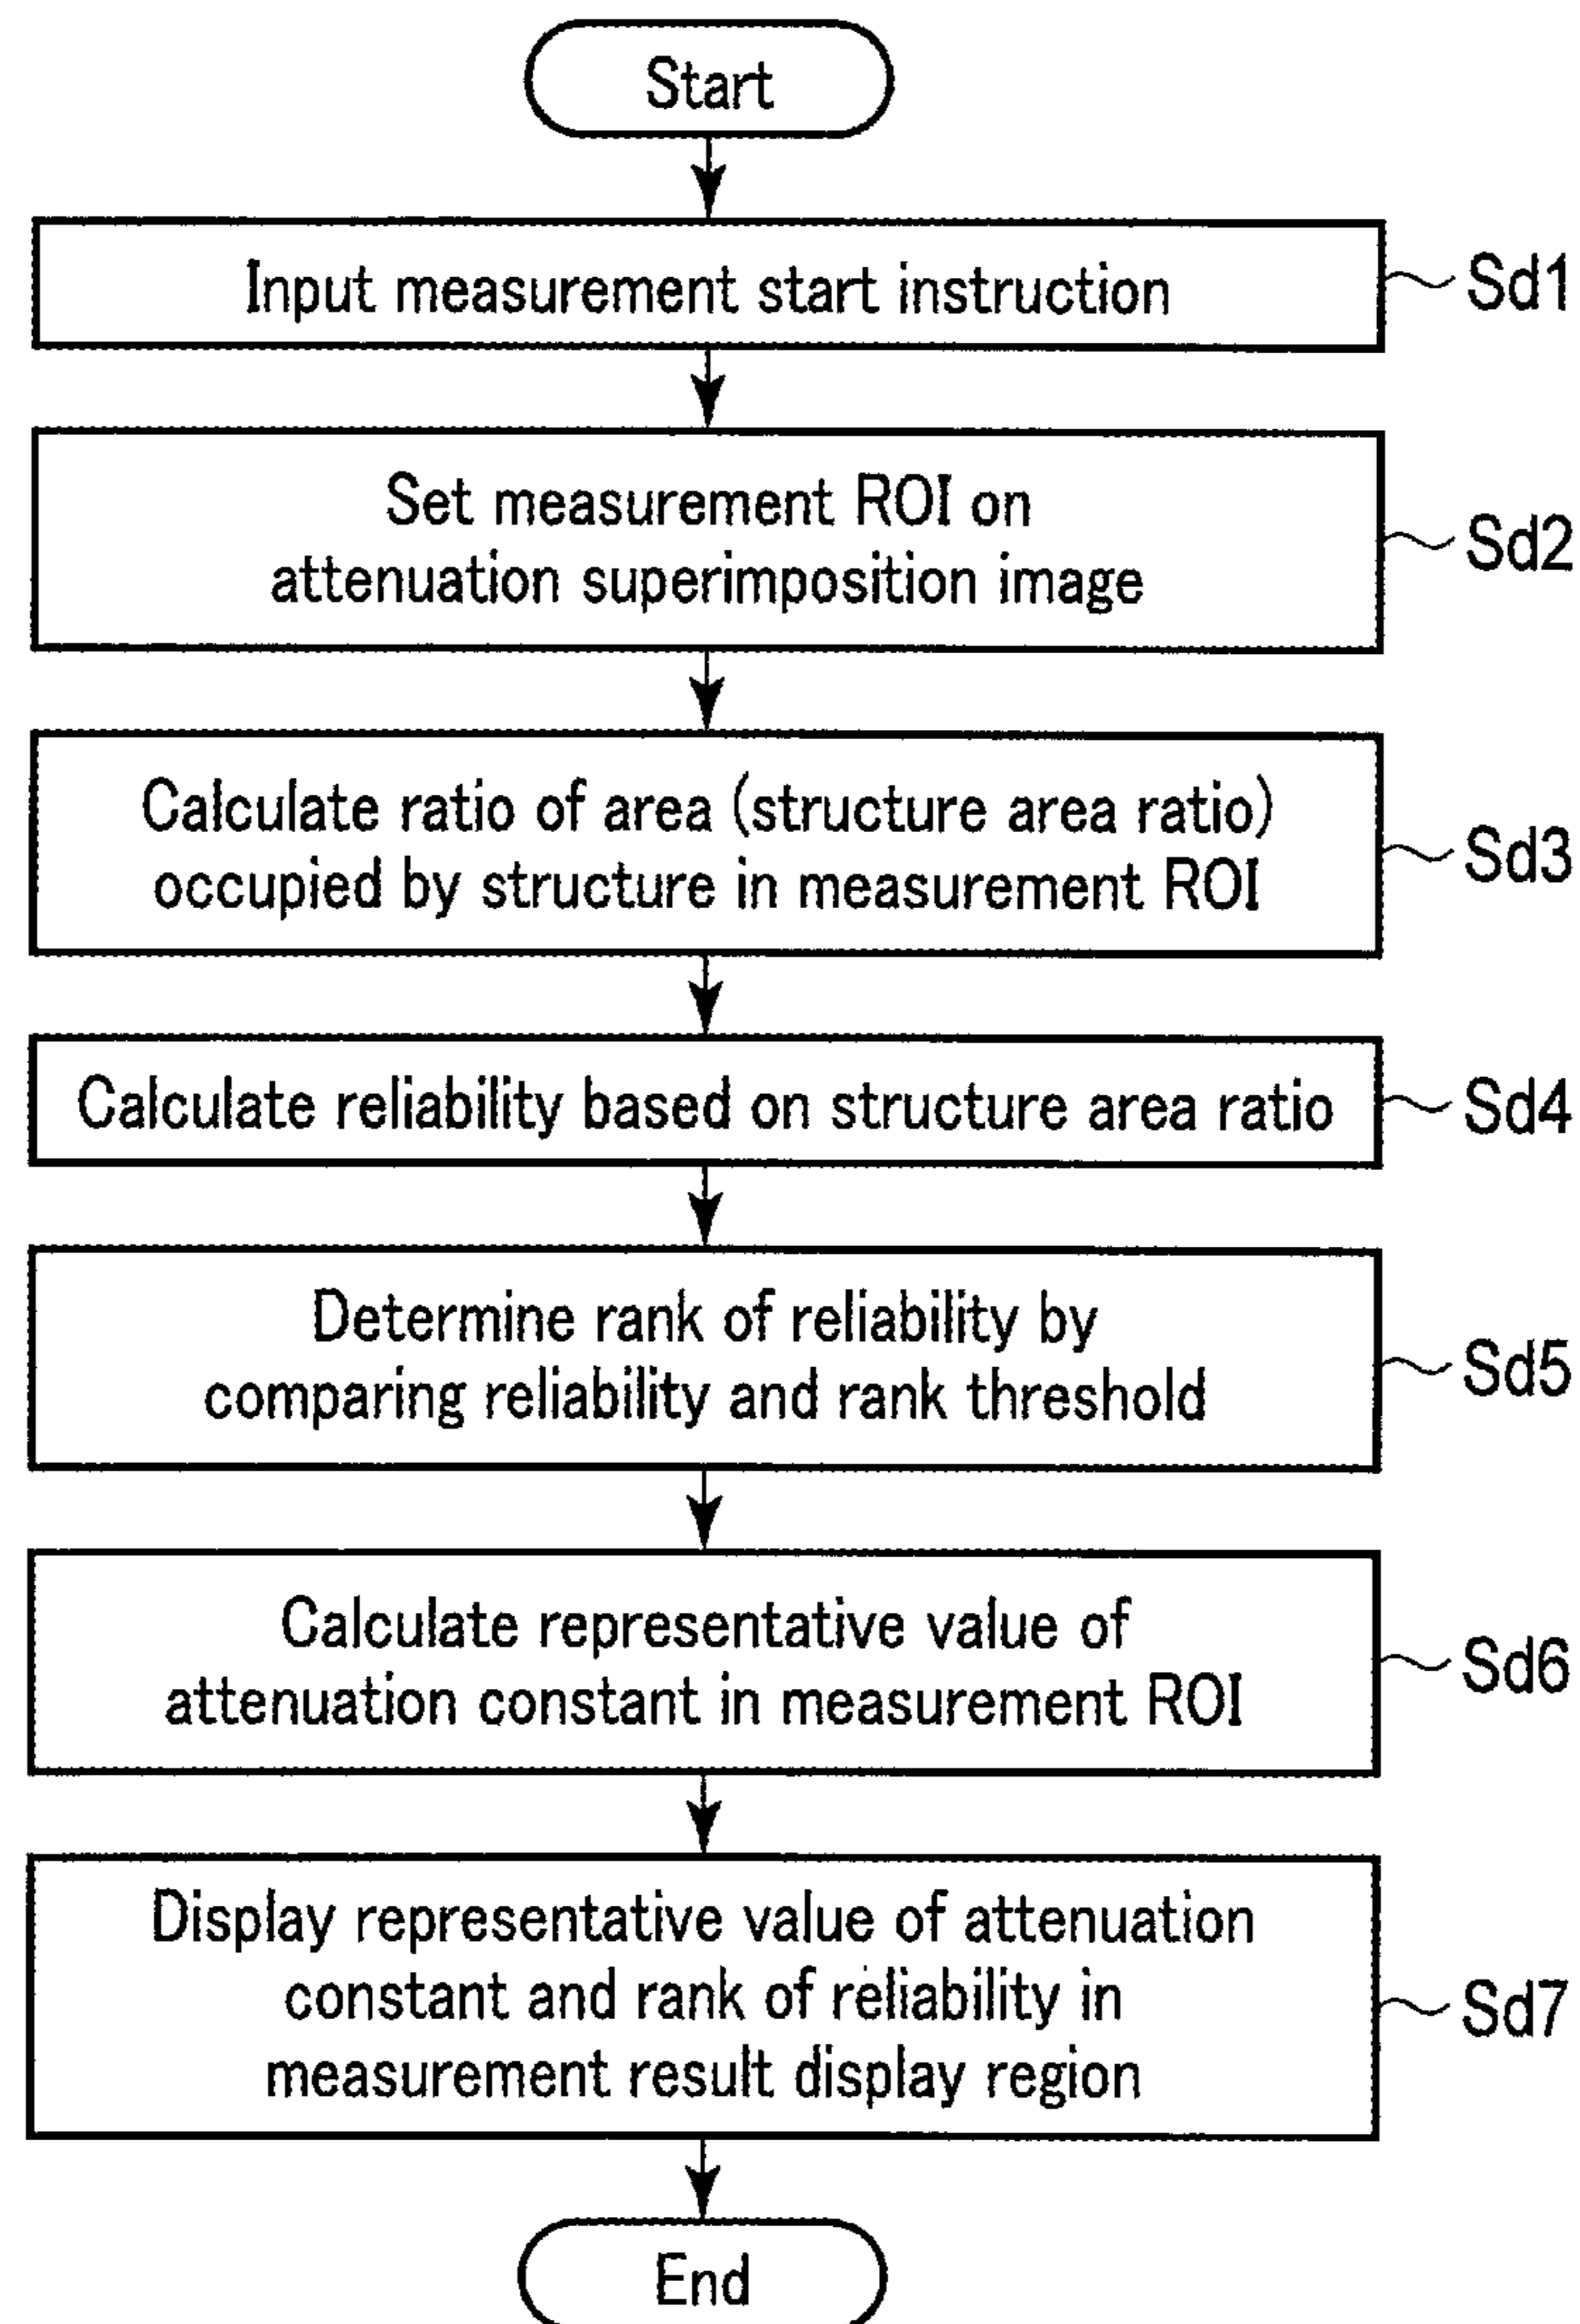 Start
Input measurement start instruction
Sd1
Set measurement ROI on
attenuation superimposition image
Sd2
Calculate ratio of area (structure area ratio)
occupied by structure in measurement ROI
Sd3
Calculate reliability based on structure area ratio
Sd4
Determine rank of reliability by
comparing reliability and rank threshold
Sd5
Calculate representative value of
attenuation constant in measurement ROI
Sd6
Display representative value of attenuation
constant and rank of reliability in
measurement result display region
Sd7
End